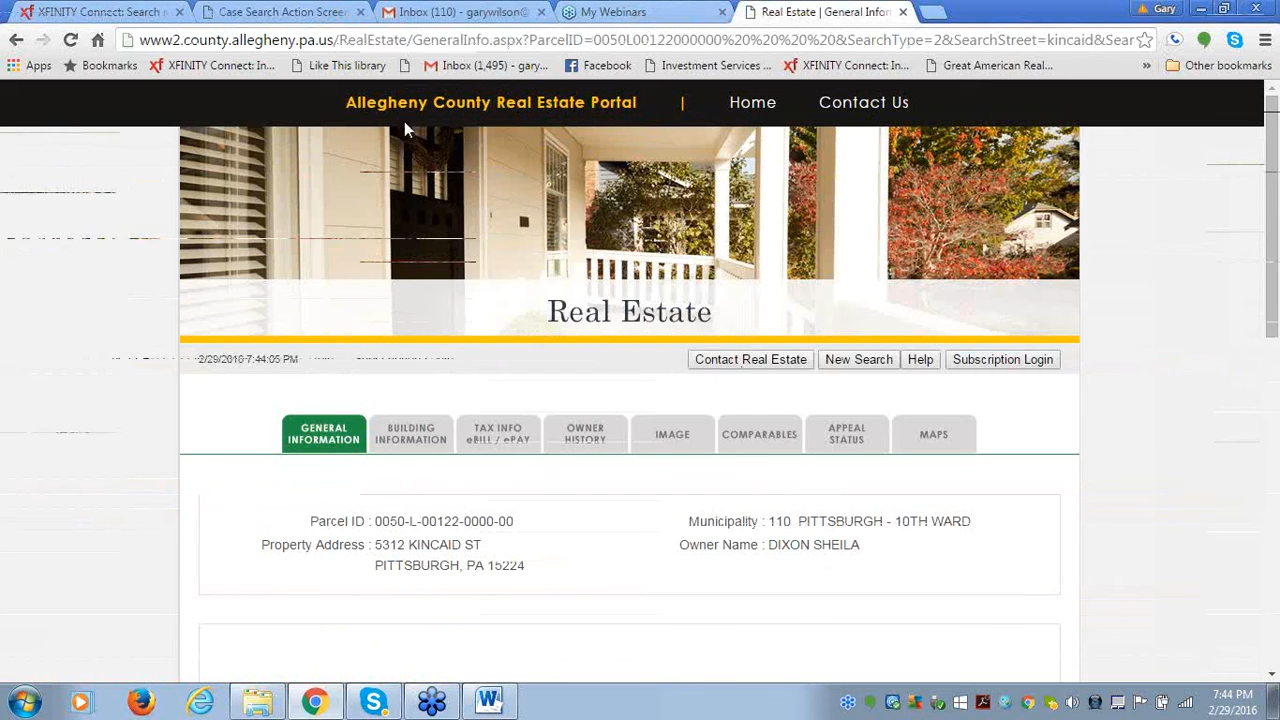 XFINITY Connect: Search r
Case Search Action Screen
Inbox (110) - garywilson@
My Webinars
Real Estate | General Infor
Gary
www2.county.allegheny.pa.us/RealEstate/GeneralInfo.aspx?ParcelID=0050L00122000000%20%20%20%20&SearchType=2&SearchStreet=kincaid&Sear
Apps
Bookmarks
XFINITY Connect: In...
Like This library
Inbox (1,495) - gary...
Facebook
Investment Services...
XFINITY Connect: In...
Great American Real...
»
Other bookmarks
Allegheny County Real Estate Portal | Home Contact Us
Real Estate
2/29/2016 7:44:05 PM
Contact Real Estate
New Search
Help
Subscription Login
GENERAL
INFORMATION
BUILDING
INFORMATION
TAX INFO
eBILL / ePAY
OWNER
HISTORY
IMAGE
COMPARABLES
APPEAL
STATUS
MAPS
Parcel ID : 0050-L-00122-0000-00
Municipality : 110 PITTSBURGH - 10TH WARD
Property Address : 5312 KINCAID ST
Owner Name : DIXON SHEILA
PITTSBURGH, PA 15224
7:44 PM
2/29/2016